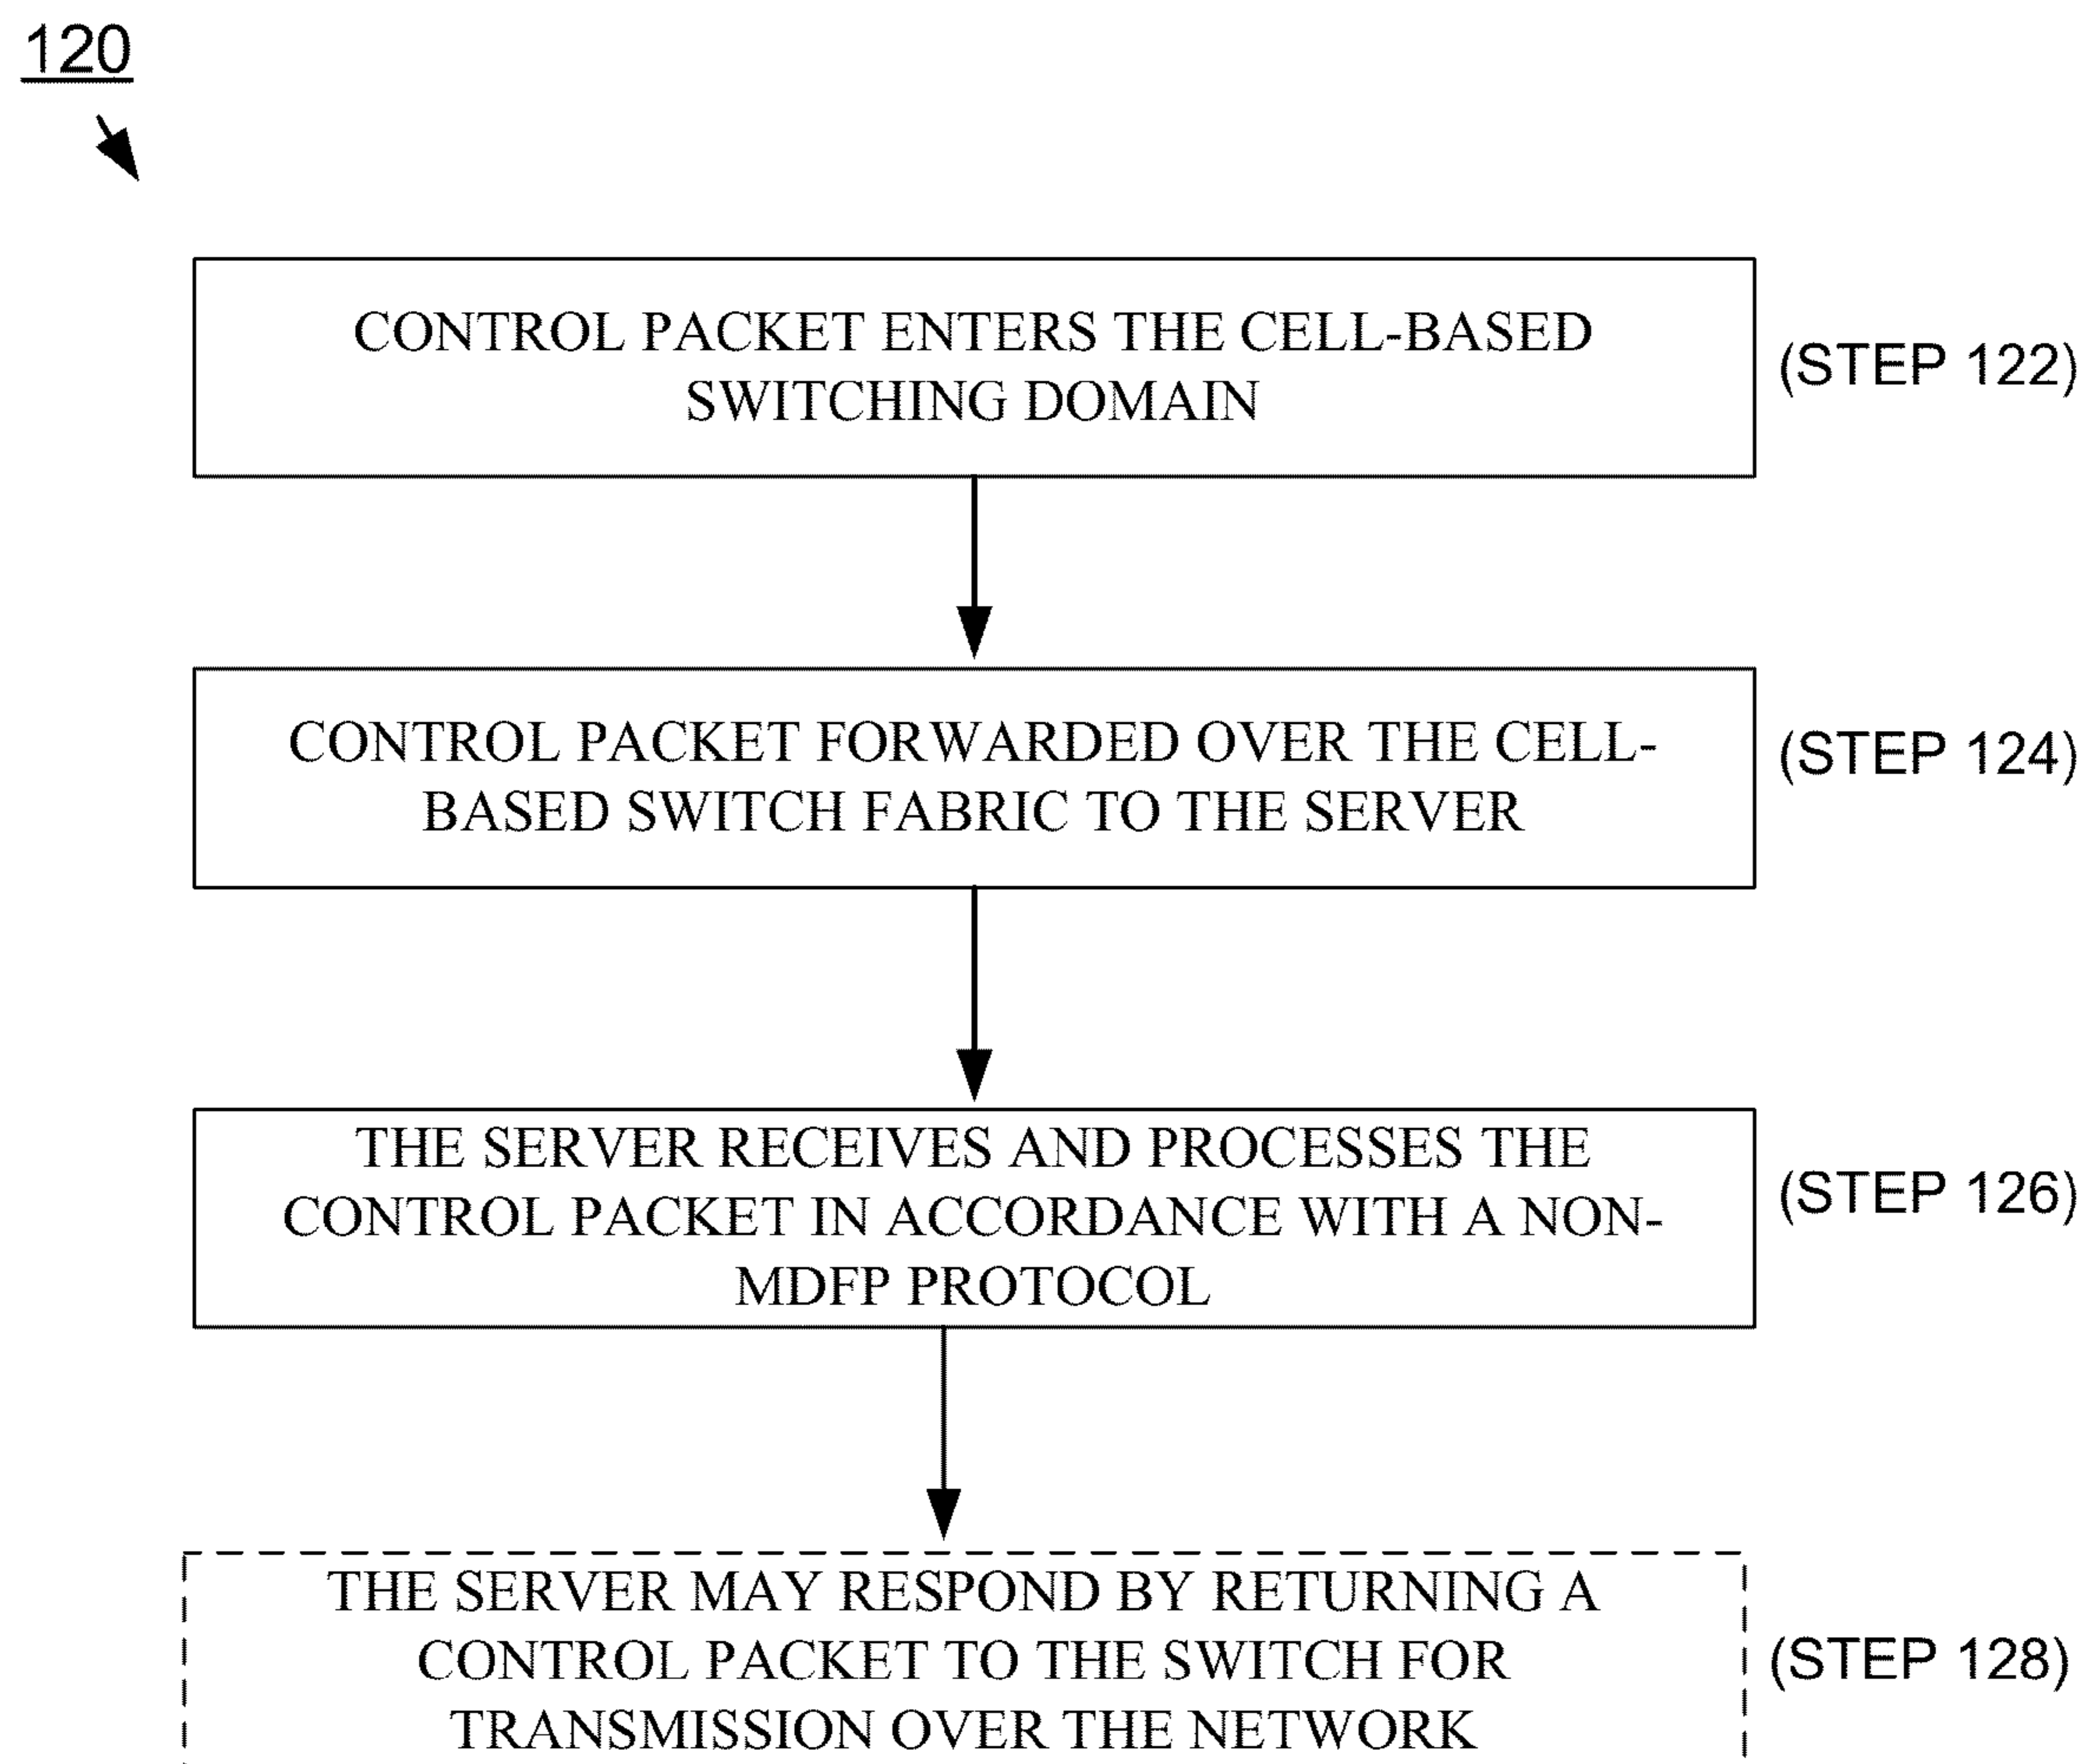 120
CONTROL PACKET ENTERS THE CELL-BASED
SWITCHING DOMAIN
(STEP 122)
CONTROL PACKET FORWARDED OVER THE CELL-
BASED SWITCH FABRIC TO THE SERVER
(STEP 124)
THE SERVER RECEIVES AND PROCESSES THE
CONTROL PACKET IN ACCORDANCE WITH A NON-
MDFP PROTOCOL
(STEP 126)
THE SERVER MAY RESPOND BY RETURNING A
CONTROL PACKET TO THE SWITCH FOR
TRANSMISSION OVER THE NETWORK
(STEP 128)